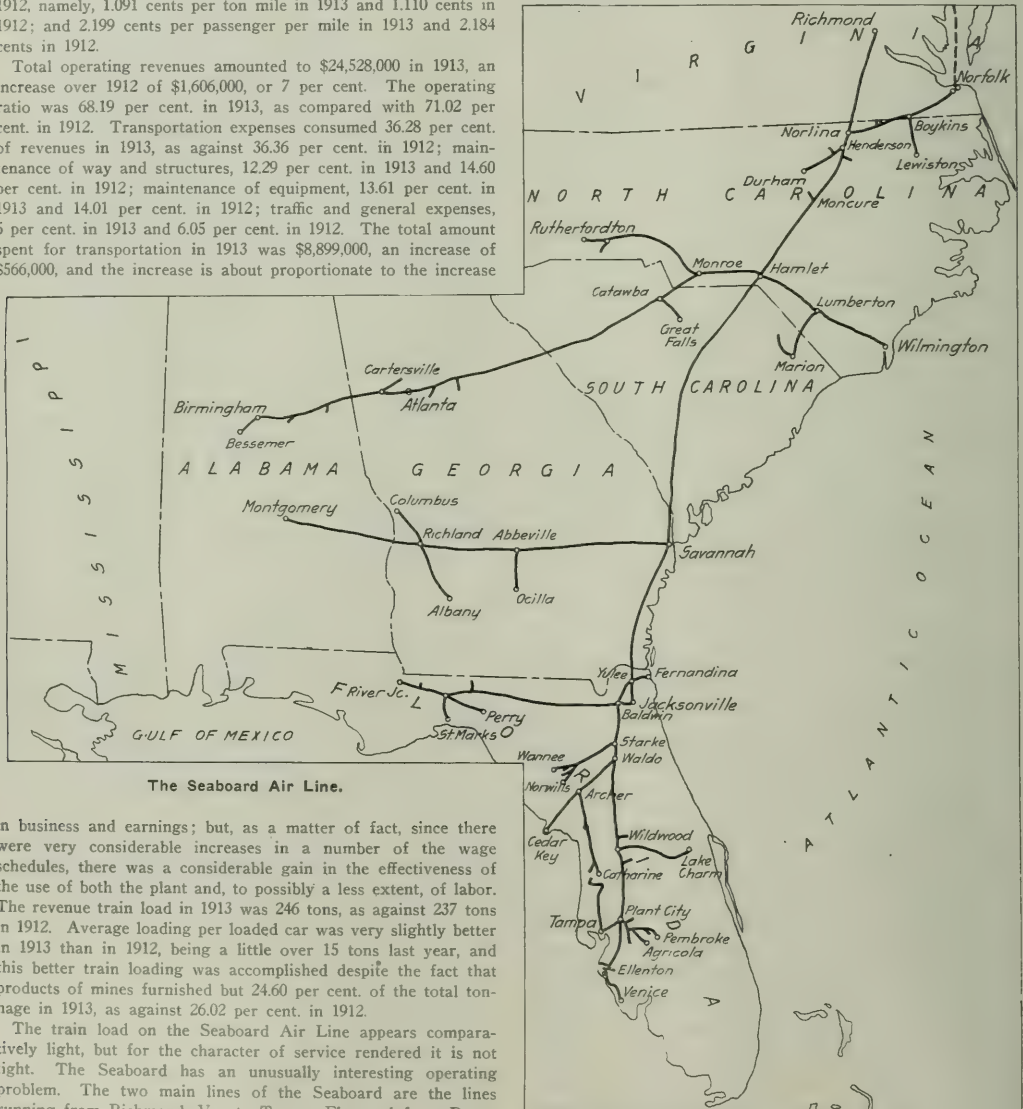 1912, namely, 1.091 cents per ton mile in 1913 and 1.110 cents in
1912; and 2.199 cents per passenger per mile in 1913 and 2.184
cents in 1912.
Total operating revenues amounted to $24,528,000 in 1913, an
increase over 1912 of $1,606,000, or 7 per cent. The operating
ratio was 68.19 per cent. in 1913, as compared with 71.02 per
cent. in 1912. Transportation expenses consumed 36.28 per cent.
of revenues in 1913, as against 36.36 per cent. in 1912; main-
tenance of way and structures, 12.29 per cent. in 1913 and 14.60
per cent. in 1912; maintenance of equipment, 13.61 per cent. in
1913 and 14.01 per cent. in 1912; traffic and general expenses,
per cent. in 1913 and 6.05 per cent. in 1912. The total amount
spent for transportation in 1913 was $8,899,000, an increase of
$566,000, and the increase is about proportionate to the increase
Richmond
VIRGINIA
Norfolk
Norlina
Boykins
Henderson
Lewiston
Durham
NORTH CAROLINA
Moncure
Rutherfordton
Monroe
Hamlet
Catawba
Lumberton
Great
Falls
Wilmington
Marion
Cartersville
SOUTH CAROLINA
Birmingham
Atlanta
Bessemer
MISSISSIPPI
ALABAMA
GEORGIA
ATLANTIC OCEAN
Columbus
Montgomery
Richland
Abbeville
Savannah
Albany
Ocilla
Yulee
Fernandina
FLORIDA
River Jc.
Jacksonville
Perry
Baldwin
St. Marks
GULF OF MEXICO
Starke
Wannee
Waldo
Norwills
Archer
Wildwood
Cedar
Key
Lake
Charm
Catharine
Plant City
Tampa
Pembroke
Agricola
Ellenton
Venice
The Seaboard Air Line.
in business and earnings; but, as a matter of fact, since there
were very considerable increases in a number of the wage
schedules, there was a considerable gain in the effectiveness of
the use of both the plant and, to possibly a less extent, of labor.
The revenue train load in 1913 was 246 tons, as against 237 tons
in 1912. Average loading per loaded car was very slightly better
in 1913 than in 1912, being a little over 15 tons last year, and
this better train loading was accomplished despite the fact that
products of mines furnished but 24.60 per cent. of the total ton-
nage in 1913, as against 26.02 per cent. in 1912.
The train load on the Seaboard Air Line appears compara-
tively light, but for the character of service rendered it is not
light. The Seaboard has an unusually interesting operating
problem. The two main lines of the Seaboard are the lines